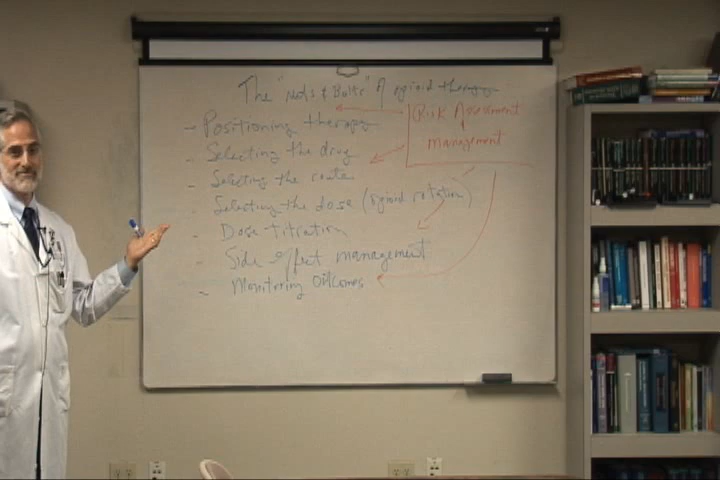 The "Nuts & Bolts" of opioid therapy
Risk Assessment
&
management
- Positioning therapy
- Selecting the drug
- Selecting the route
- Selecting the dose (opioid rotation)
- Dose titration
- Side effect management
- Monitoring outcomes